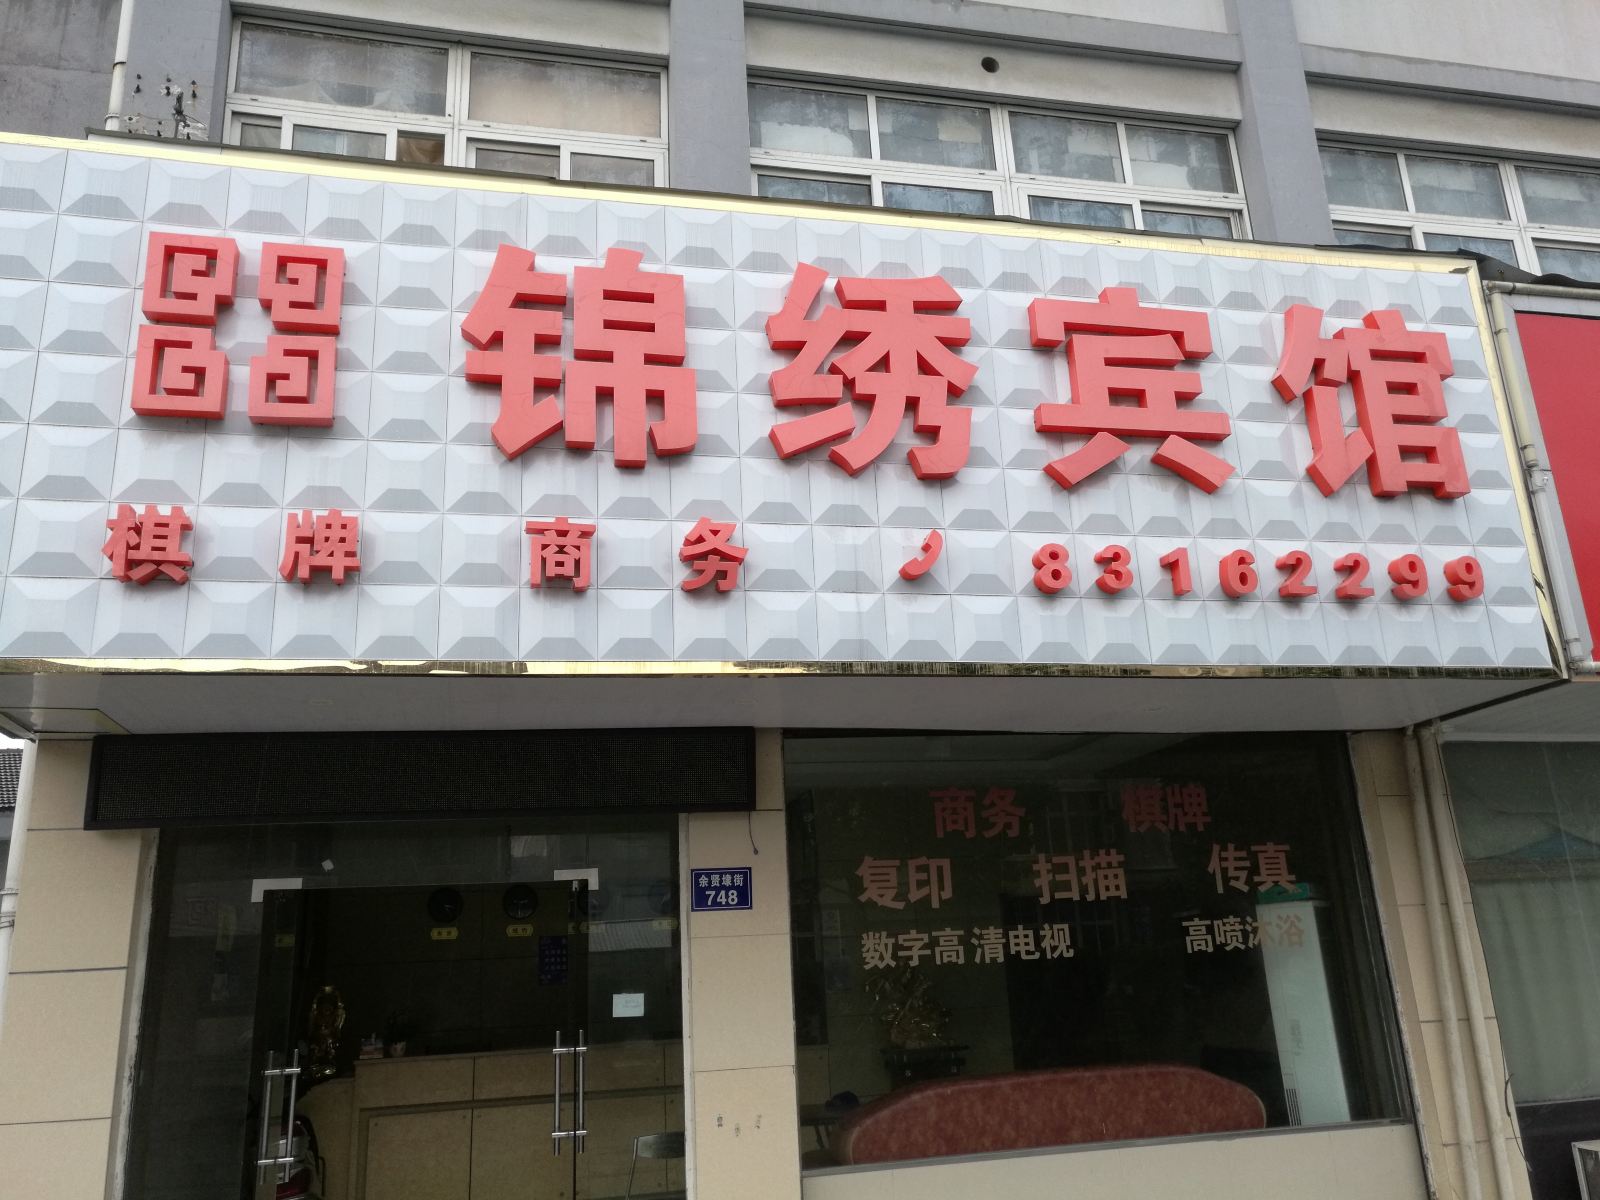 锦绣宾馆
棋牌 商务 83162299
商务 棋牌
余贤埭街
748
复印 扫描 传真
数字高清电视 高喷沐浴